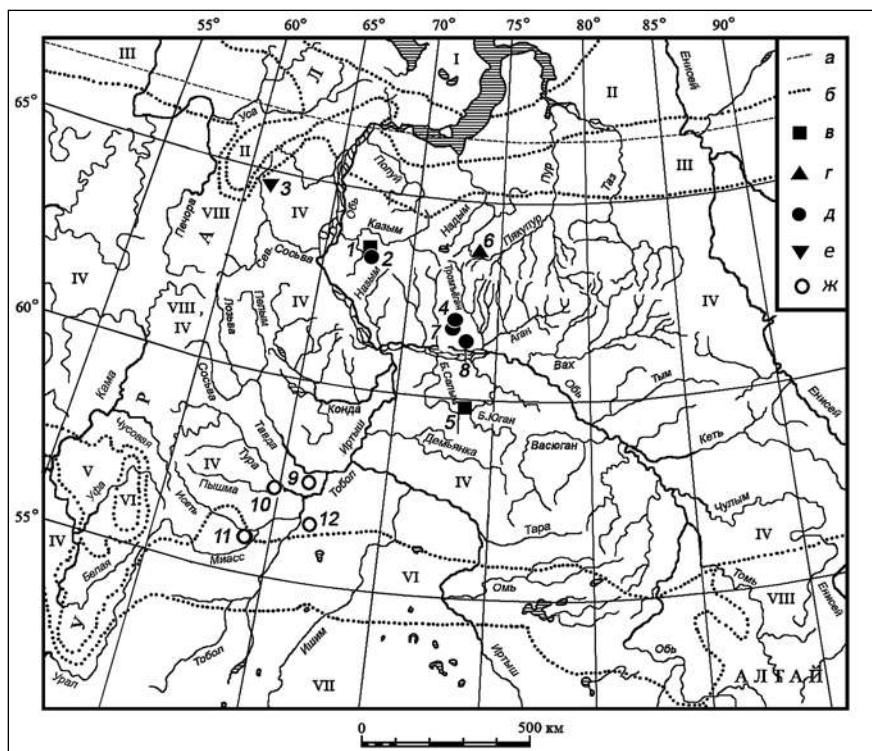 55° 60° 65° 70° 75° 80° 85° 90°
65°
60°
55°
III
I
II
II
III
II
IV
VIII
IV
IV
VIII,
IV
IV
IV
IV
V
VI
IV
IV
VI
IV
VIII
VII
А
Р
У
АЛТАЙ
Уса
Печора
Полуй
Обь
Казым
Надым
Пур
Таз
Енисей
Пякупур
Сев. Сосьва
Назым
Тромъёган
Аган
Лозьва
Пелым
Вах
Обь
Тым
Енисей
Кама
Сосьва
Конда
Иртыш
Б.Салым
Б.Юган
Чусовая
Тавда
Тура
Демьянка
Васюган
Кеть
Уфа
Пышма
Тобол
Исеть
Тара
Чулым
Миасс
Белая
Омь
Томь
Енисей
Урал
Тобол
Ишим
Иртыш
Обь
1
2
3
4
5
6
7
8
9
10
11
12
а
б
в
г
д
е
ж
0 500 км